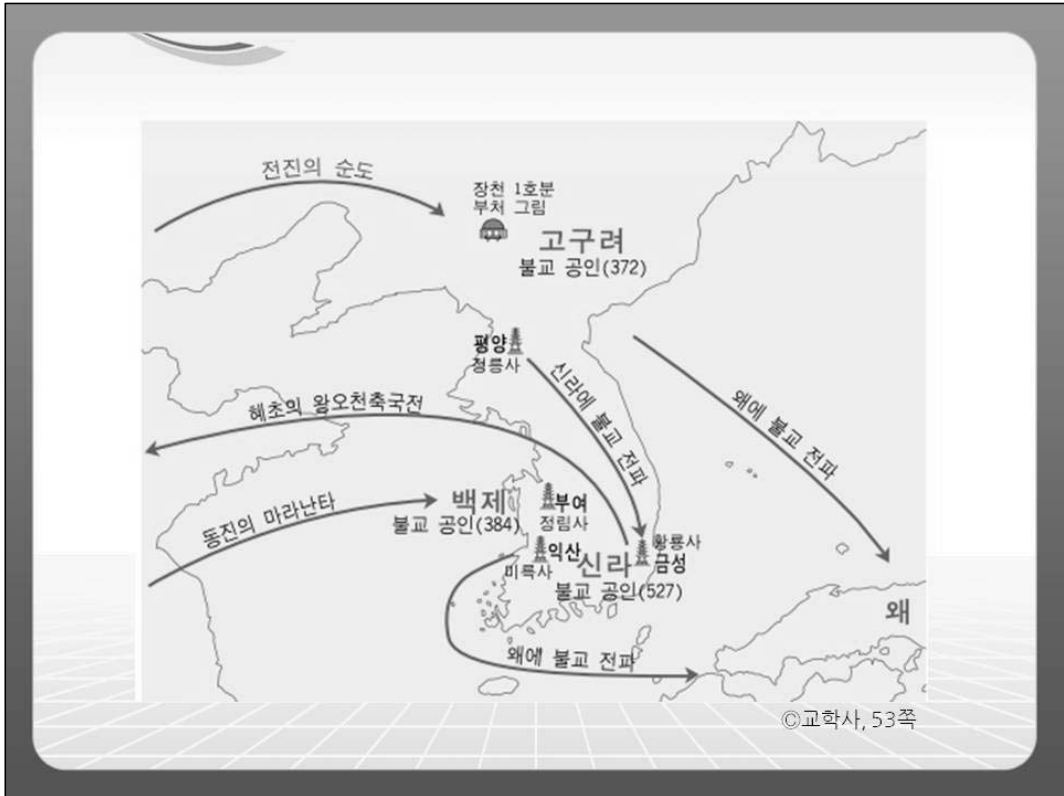 전진의 순도
장천 1호분
부처 그림
고구려
불교 공인(372)
평양
정릉사
신라에 불교 전파
왜에 불교 전파
혜초의 왕오천축국전
동진의 마라난타
백제
불교 공인(384)
부여
정림사
익산
미륵사
신라
불교 공인(527)
황룡사
금성
왜
왜에 불교 전파
©교학사, 53쪽